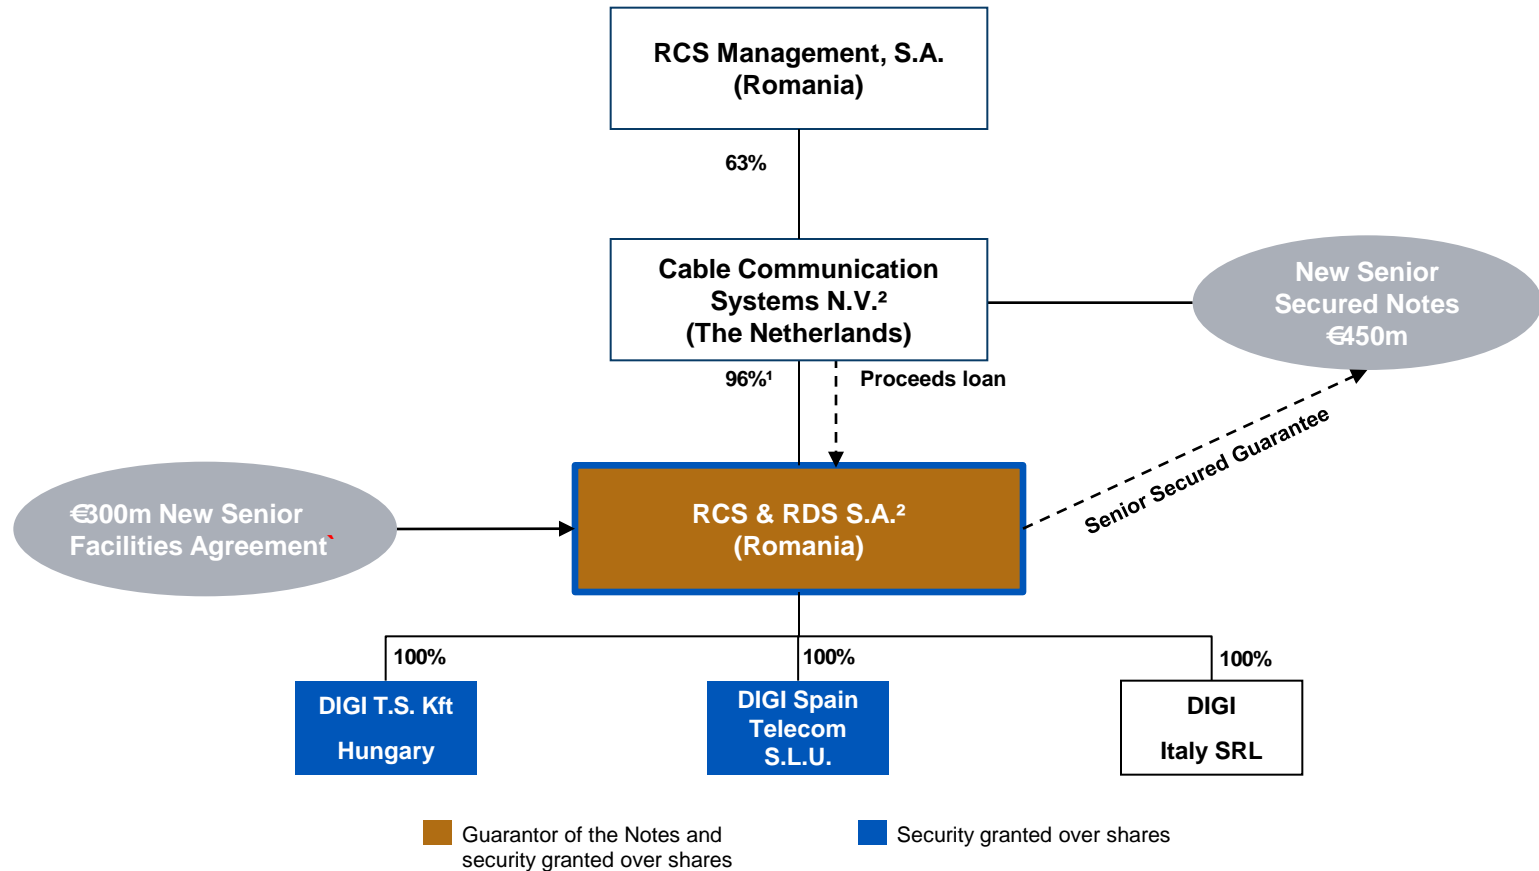 RCS Management, S.A.
(Romania)
63%
Cable Communication
Systems N.V.²
(The Netherlands)
New Senior
Secured Notes
€450m
96%¹
Proceeds loan
Senior Secured Guarantee
€300m New Senior
Facilities Agreement`
RCS & RDS S.A.²
(Romania)
100%
100%
100%
DIGI T.S. Kft
Hungary
DIGI Spain
Telecom
S.L.U.
DIGI
Italy SRL
Guarantor of the Notes and
security granted over shares
Security granted over shares